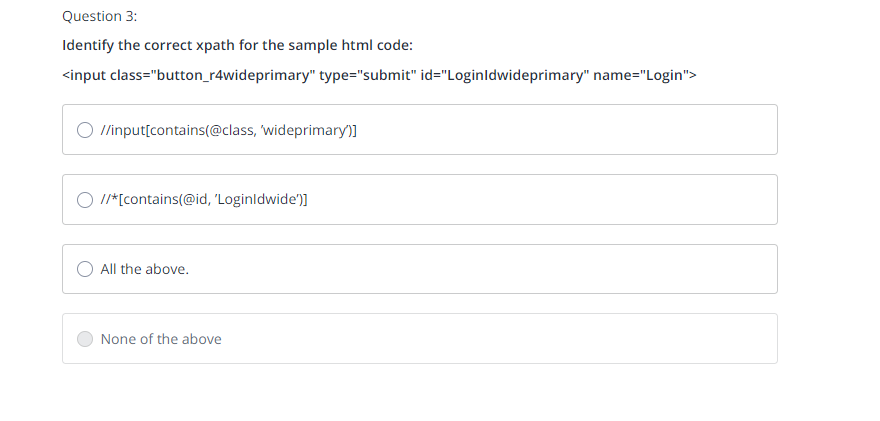 Question 3:
Identify the correct xpath for the sample html code:
<input class="button_r4wideprimary" type="submit" id="LoginIdwideprimary" name="Login">
//input[contains(@class, ‘wideprimary’)]
//*[contains(@id, ‘LoginIdwide’)]
All the above.
None of the above